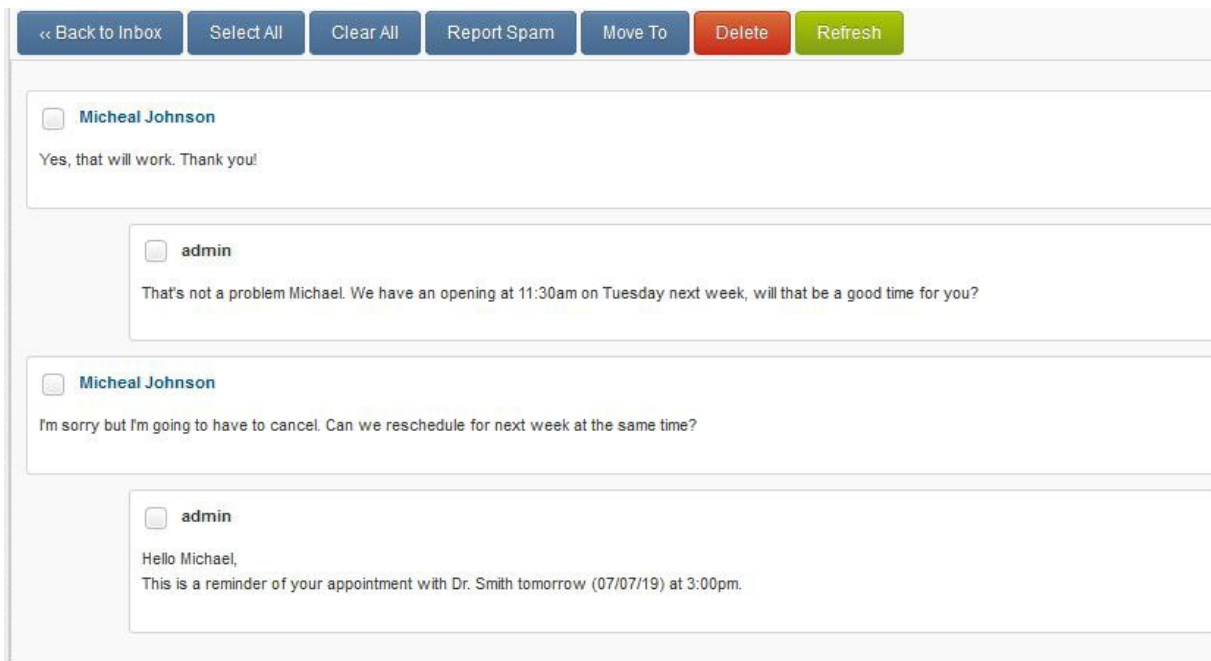 ‹‹ Back to Inbox
Select All
Clear All
Report Spam
Move To
Delete
Refresh
Micheal Johnson
Yes, that will work. Thank you!
admin
That's not a problem Michael. We have an opening at 11:30am on Tuesday next week, will that be a good time for you?
Micheal Johnson
I'm sorry but I'm going to have to cancel. Can we reschedule for next week at the same time?
admin
Hello Michael,
This is a reminder of your appointment with Dr. Smith tomorrow (07/07/19) at 3:00pm.